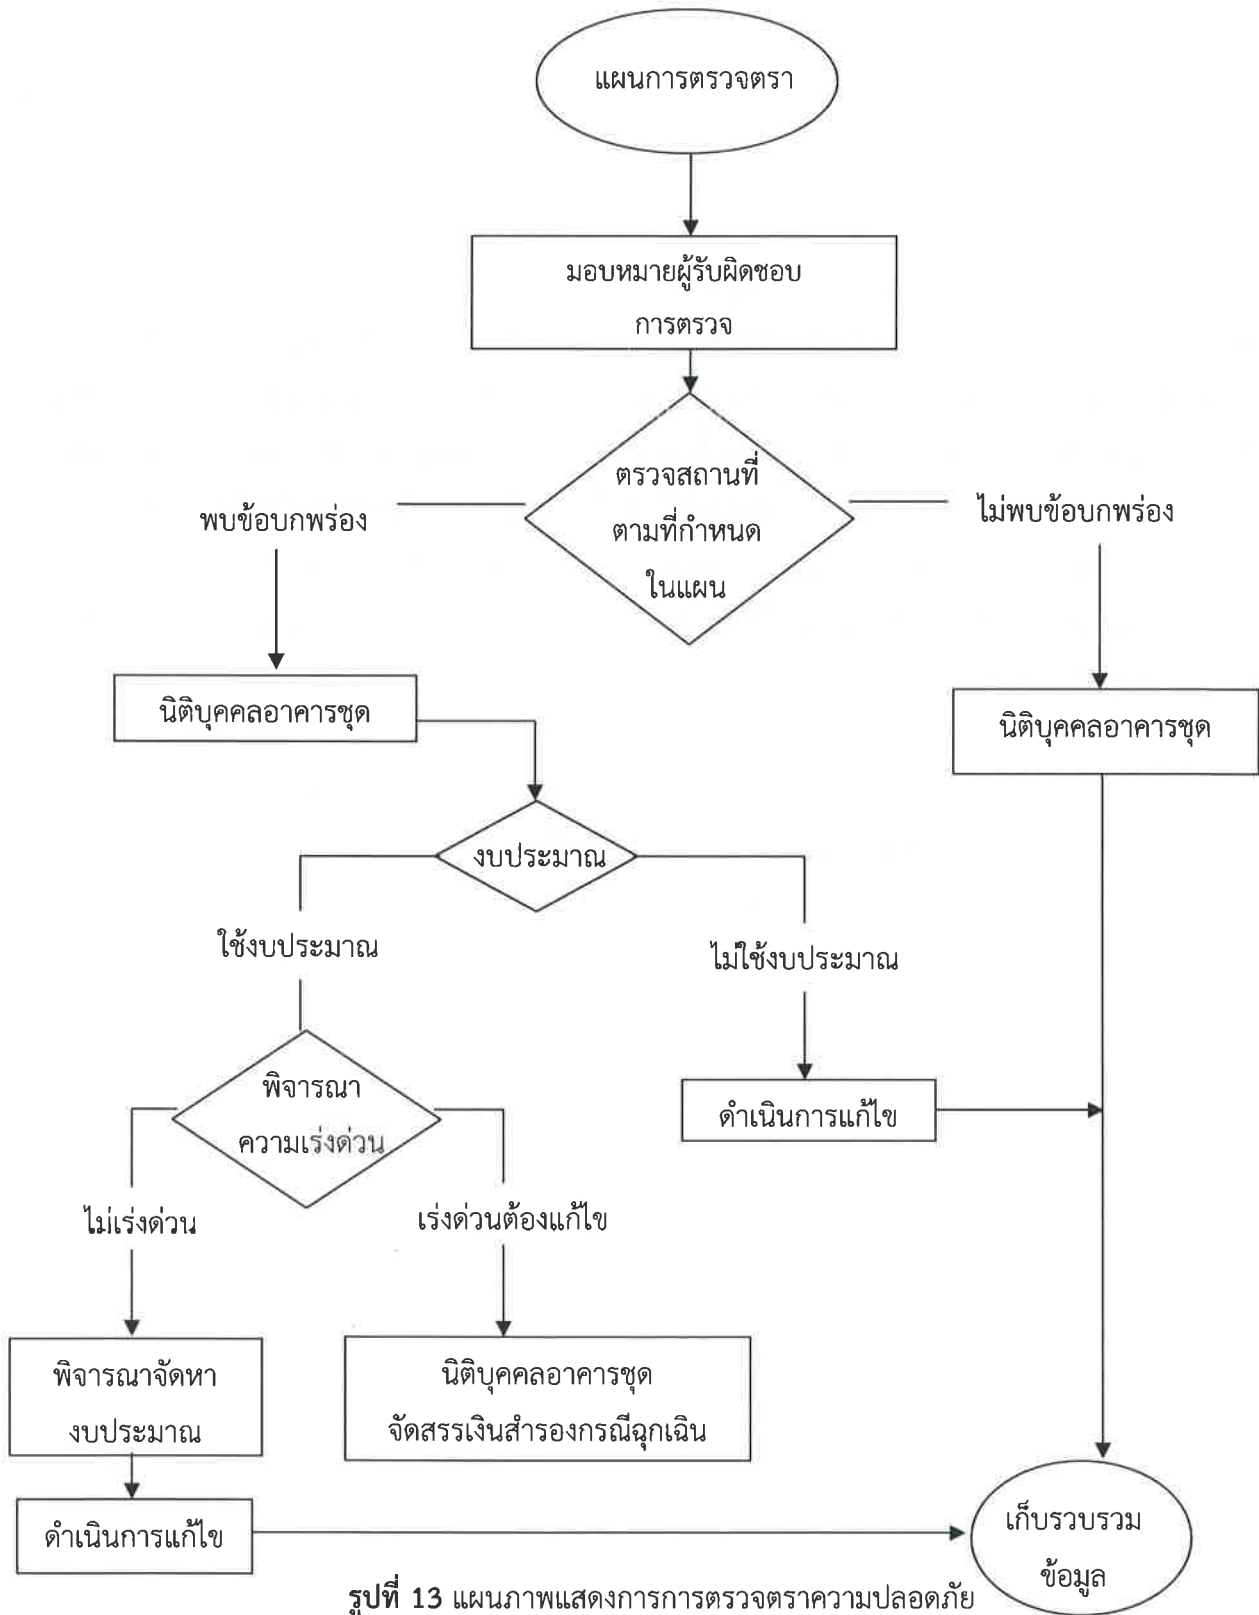 แผนการตรวจตรา
มอบหมายผู้รับผิดชอบ
การตรวจ
ตรวจสถานที่
ตามที่กำหนด
ในแผน
พบข้อบกพร่อง
ไม่พบข้อบกพร่อง
นิติบุคคลอาคารชุด
นิติบุคคลอาคารชุด
งบประมาณ
ใช้งบประมาณ
ไม่ใช้งบประมาณ
พิจารณา
ความเร่งด่วน
ดำเนินการแก้ไข
ไม่เร่งด่วน
เร่งด่วนต้องแก้ไข
พิจารณาจัดหา
งบประมาณ
นิติบุคคลอาคารชุด
จัดสรรเงินสำรองกรณีฉุกเฉิน
ดำเนินการแก้ไข
เก็บรวบรวม
ข้อมูล
รูปที่ 13 แผนภาพแสดงการการตรวจตราความปลอดภัย